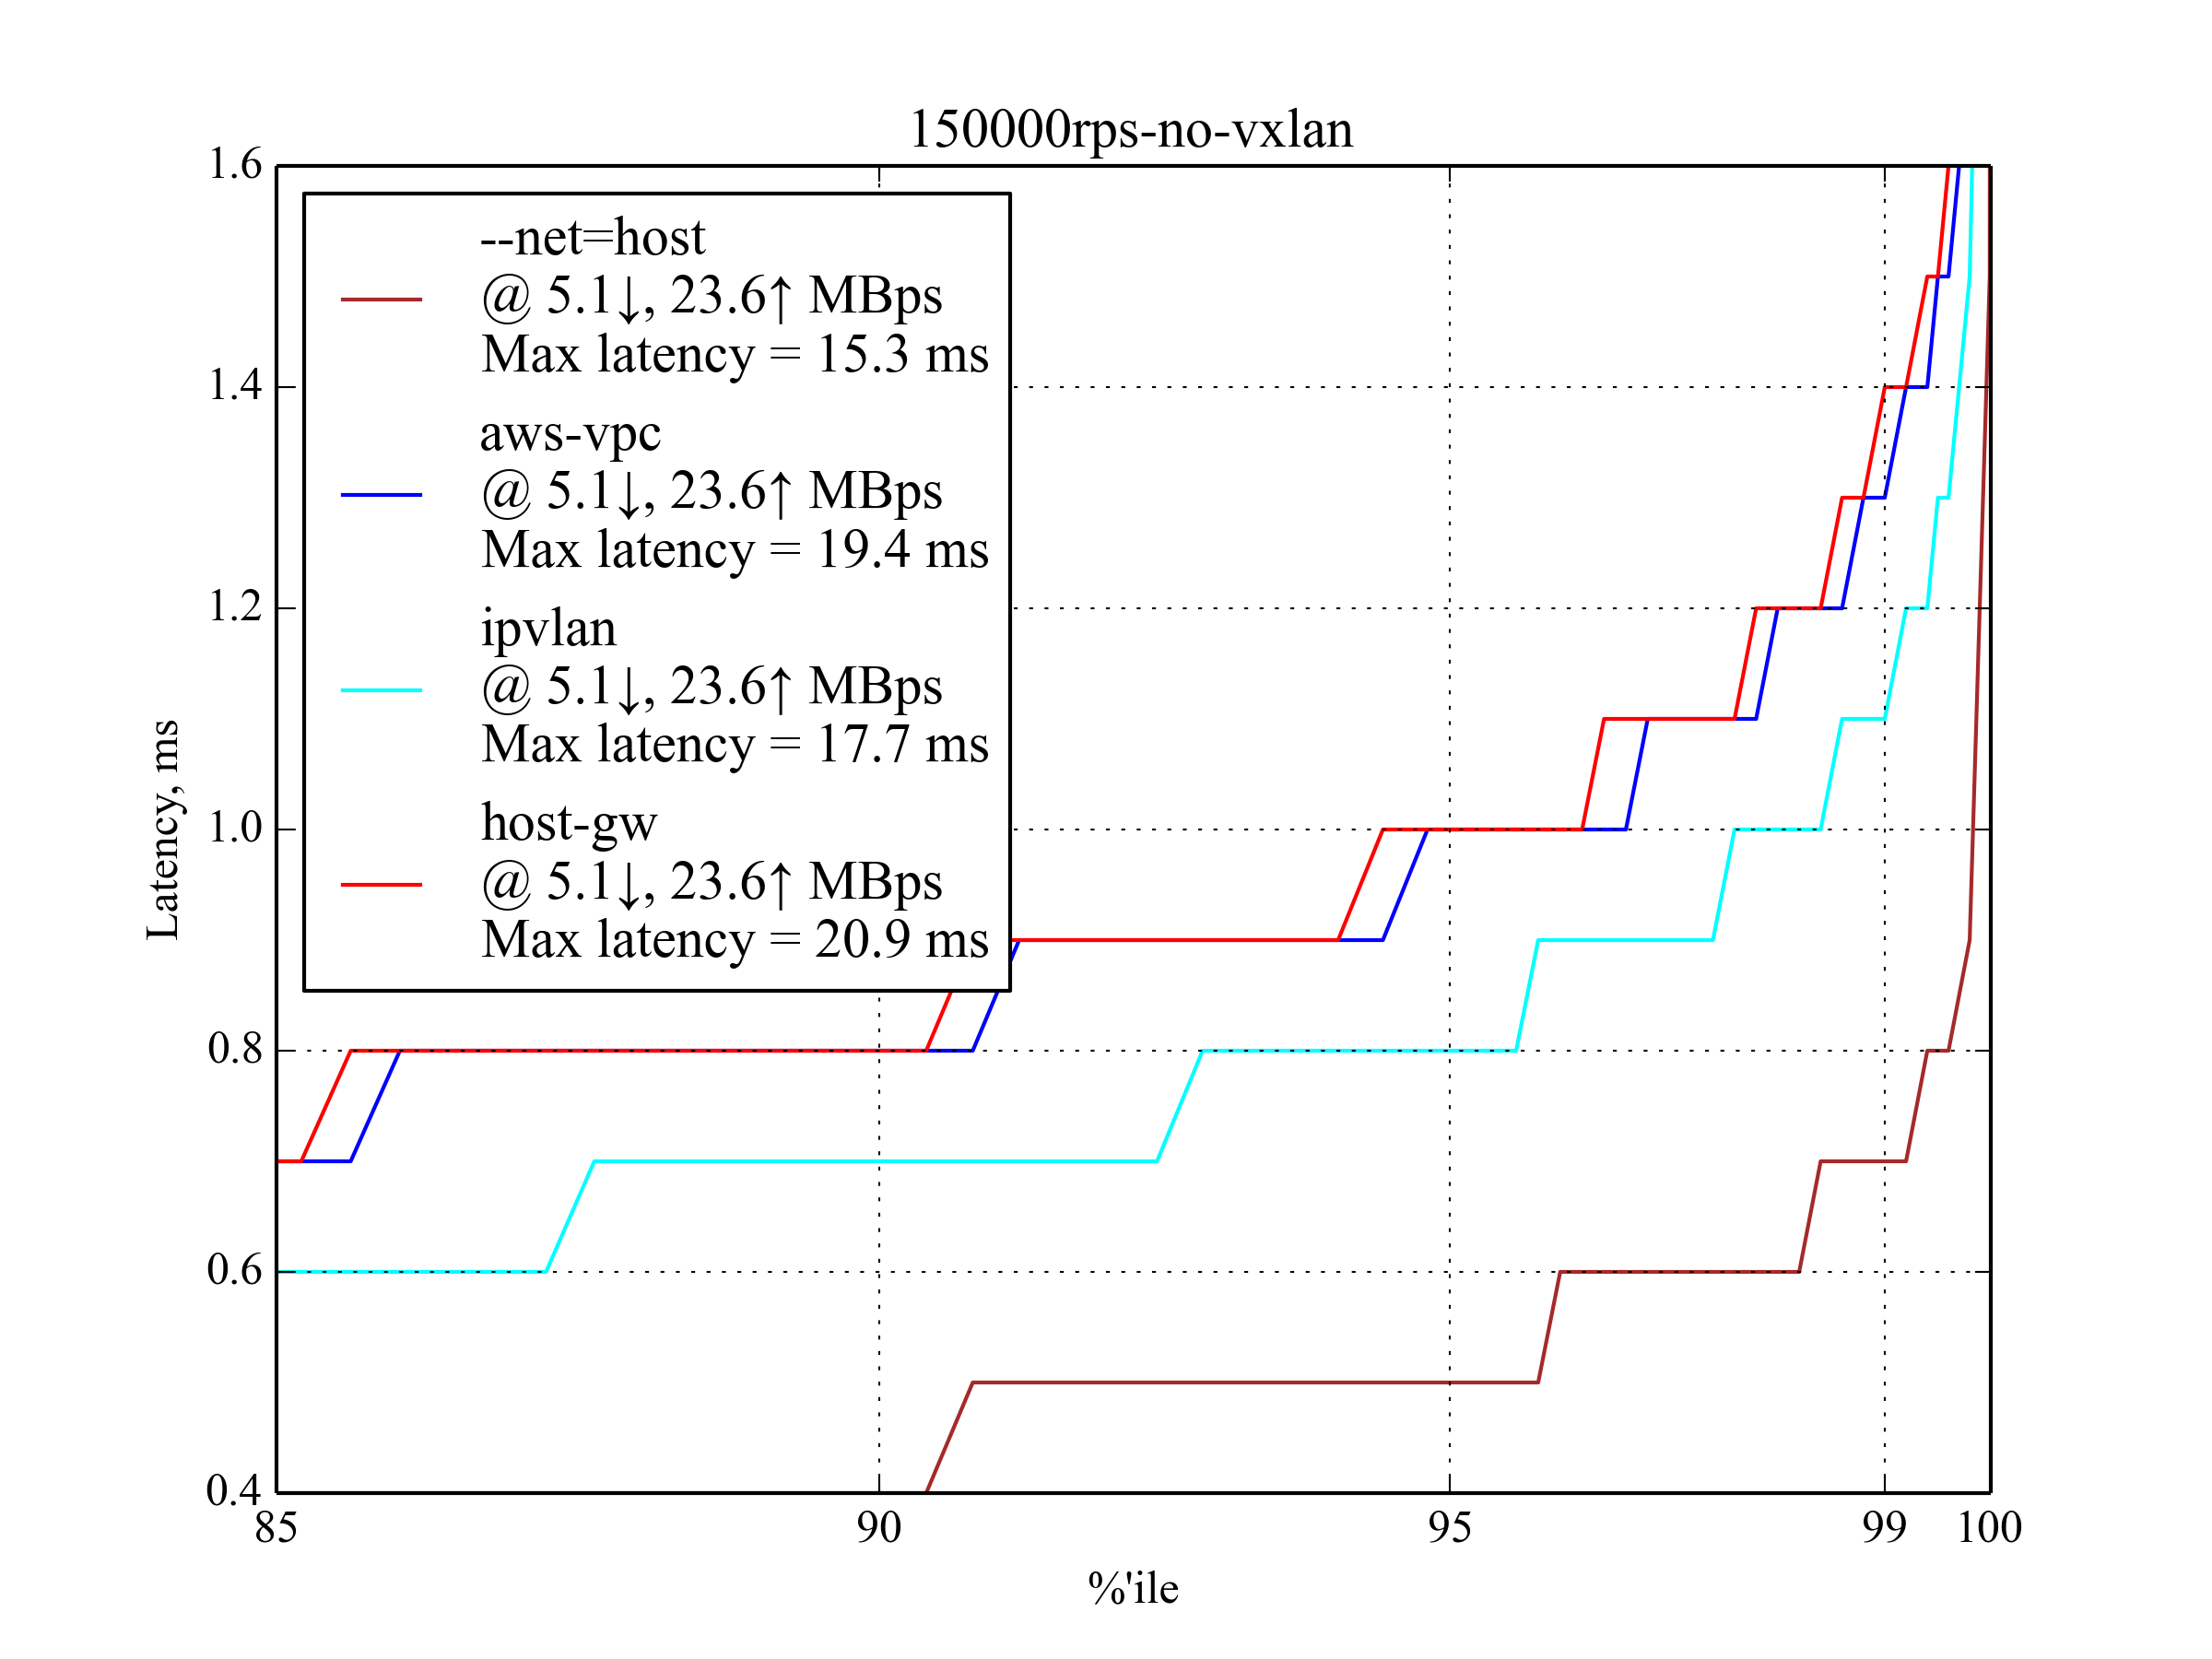 150000rps-no-vxlan
1.6
1.4
1.2
1.0
0.8
0.6
0.4
Latency, ms
--net=host
@ 5.1↓, 23.6↑ MBps
Max latency = 15.3 ms
aws-vpc
@ 5.1↓, 23.6↑ MBps
Max latency = 19.4 ms
ipvlan
@ 5.1↓, 23.6↑ MBps
Max latency = 17.7 ms
host-gw
@ 5.1↓, 23.6↑ MBps
Max latency = 20.9 ms
85 90 95 99 100
%'ile